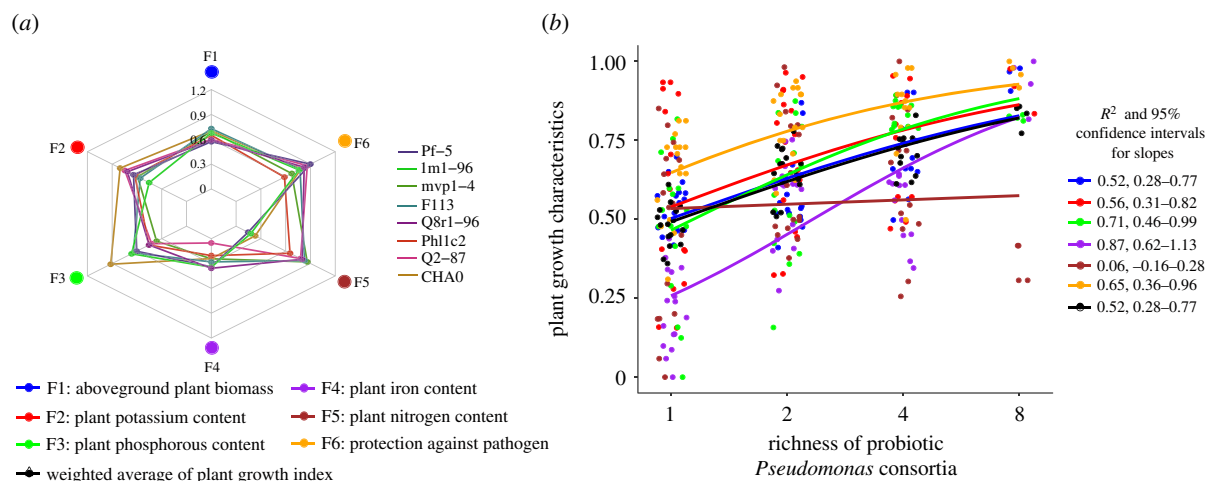 (a)
F1
F2
F6
F3
F5
F4
1,2
0,9
0,6
0,3
0
Pf−5
1m1−96
mvp1−4
F113
Q8r1−96
Phl1c2
Q2−87
CHA0
F1: aboveground plant biomass
F4: plant iron content
F2: plant potassium content
F5: plant nitrogen content
F3: plant phosphorous content
F6: protection against pathogen
weighted average of plant growth index
(b)
plant growth characteristics
1.00
0.75
0.50
0.25
0
1 2 4 8
richness of probiotic
Pseudomonas consortia
R² and 95%
confidence intervals
for slopes
0.52, 0.28–0.77
0.56, 0.31–0.82
0.71, 0.46–0.99
0.87, 0.62–1.13
0.06, −0.16–0.28
0.65, 0.36–0.96
0.52, 0.28–0.77